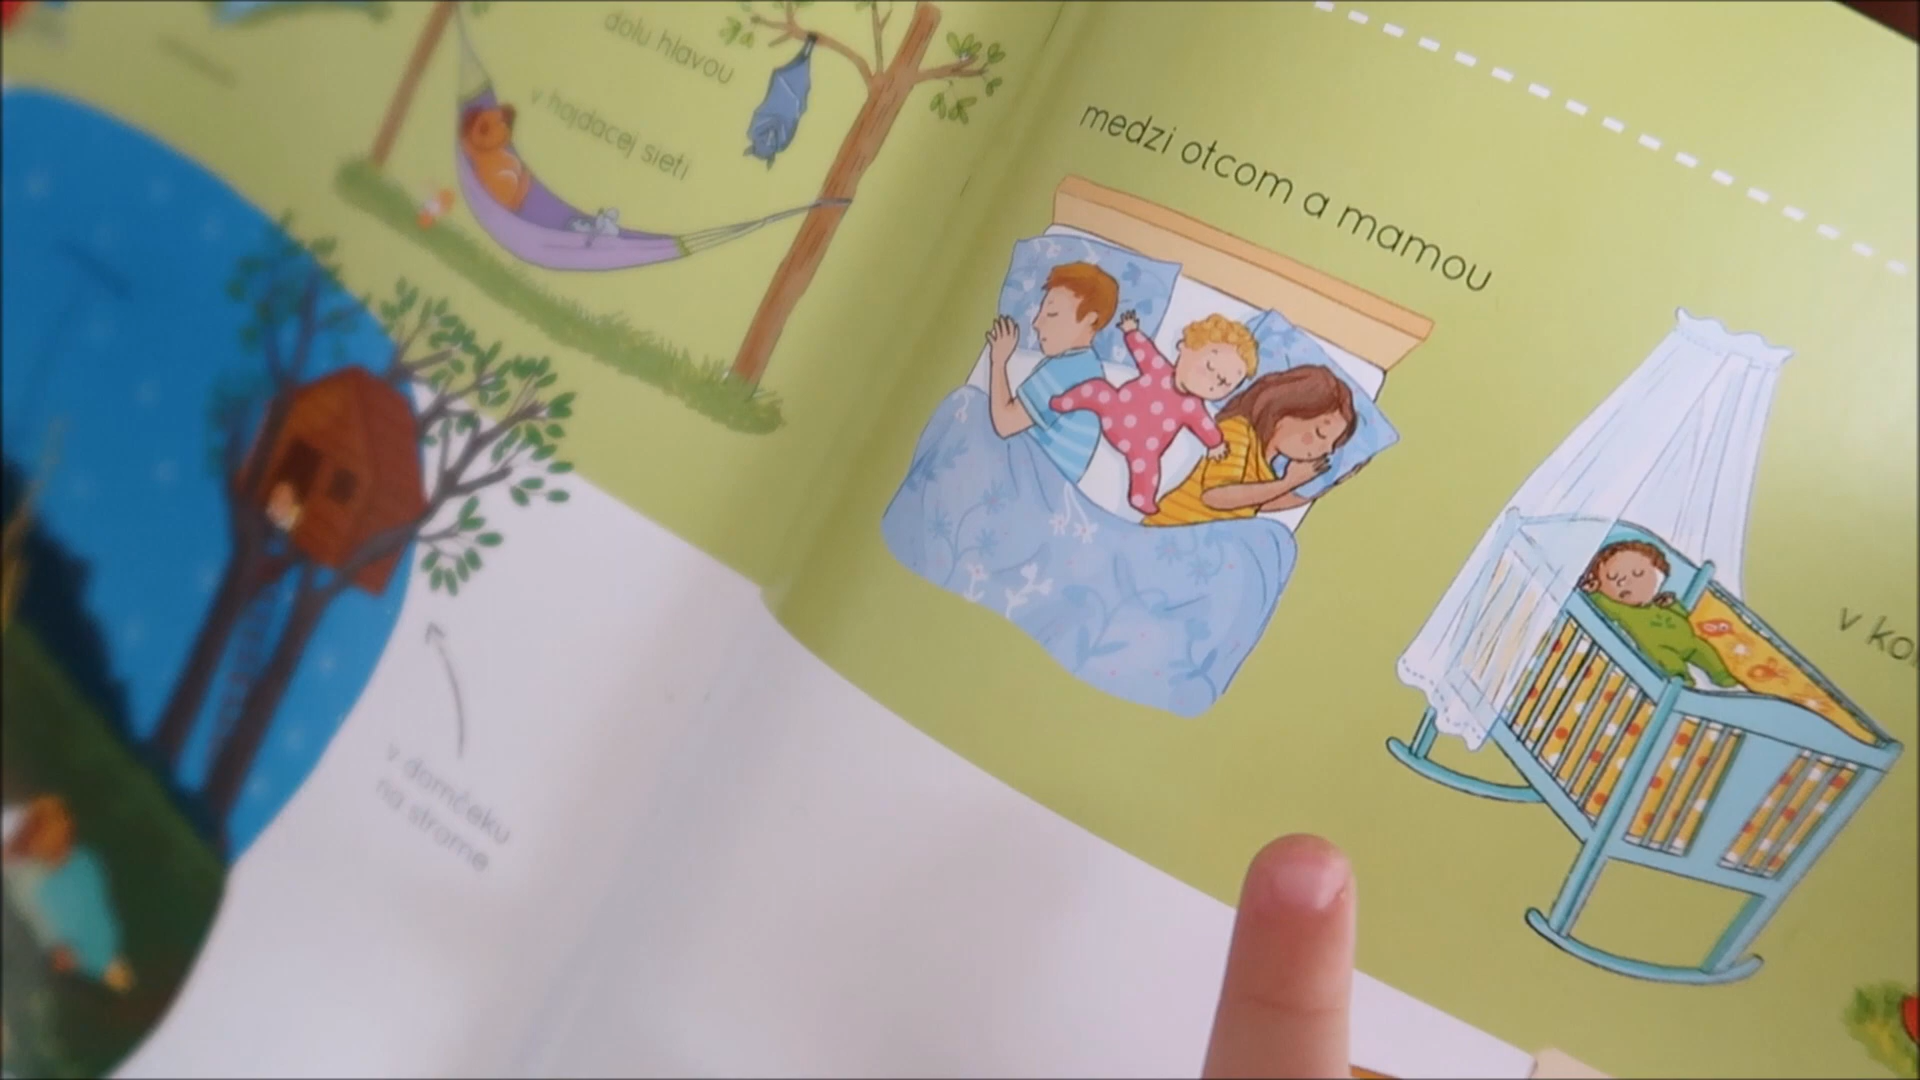 dolu hlavou
v hojdacej sieti
medzi otcom a mamou
v domčeku
na strome